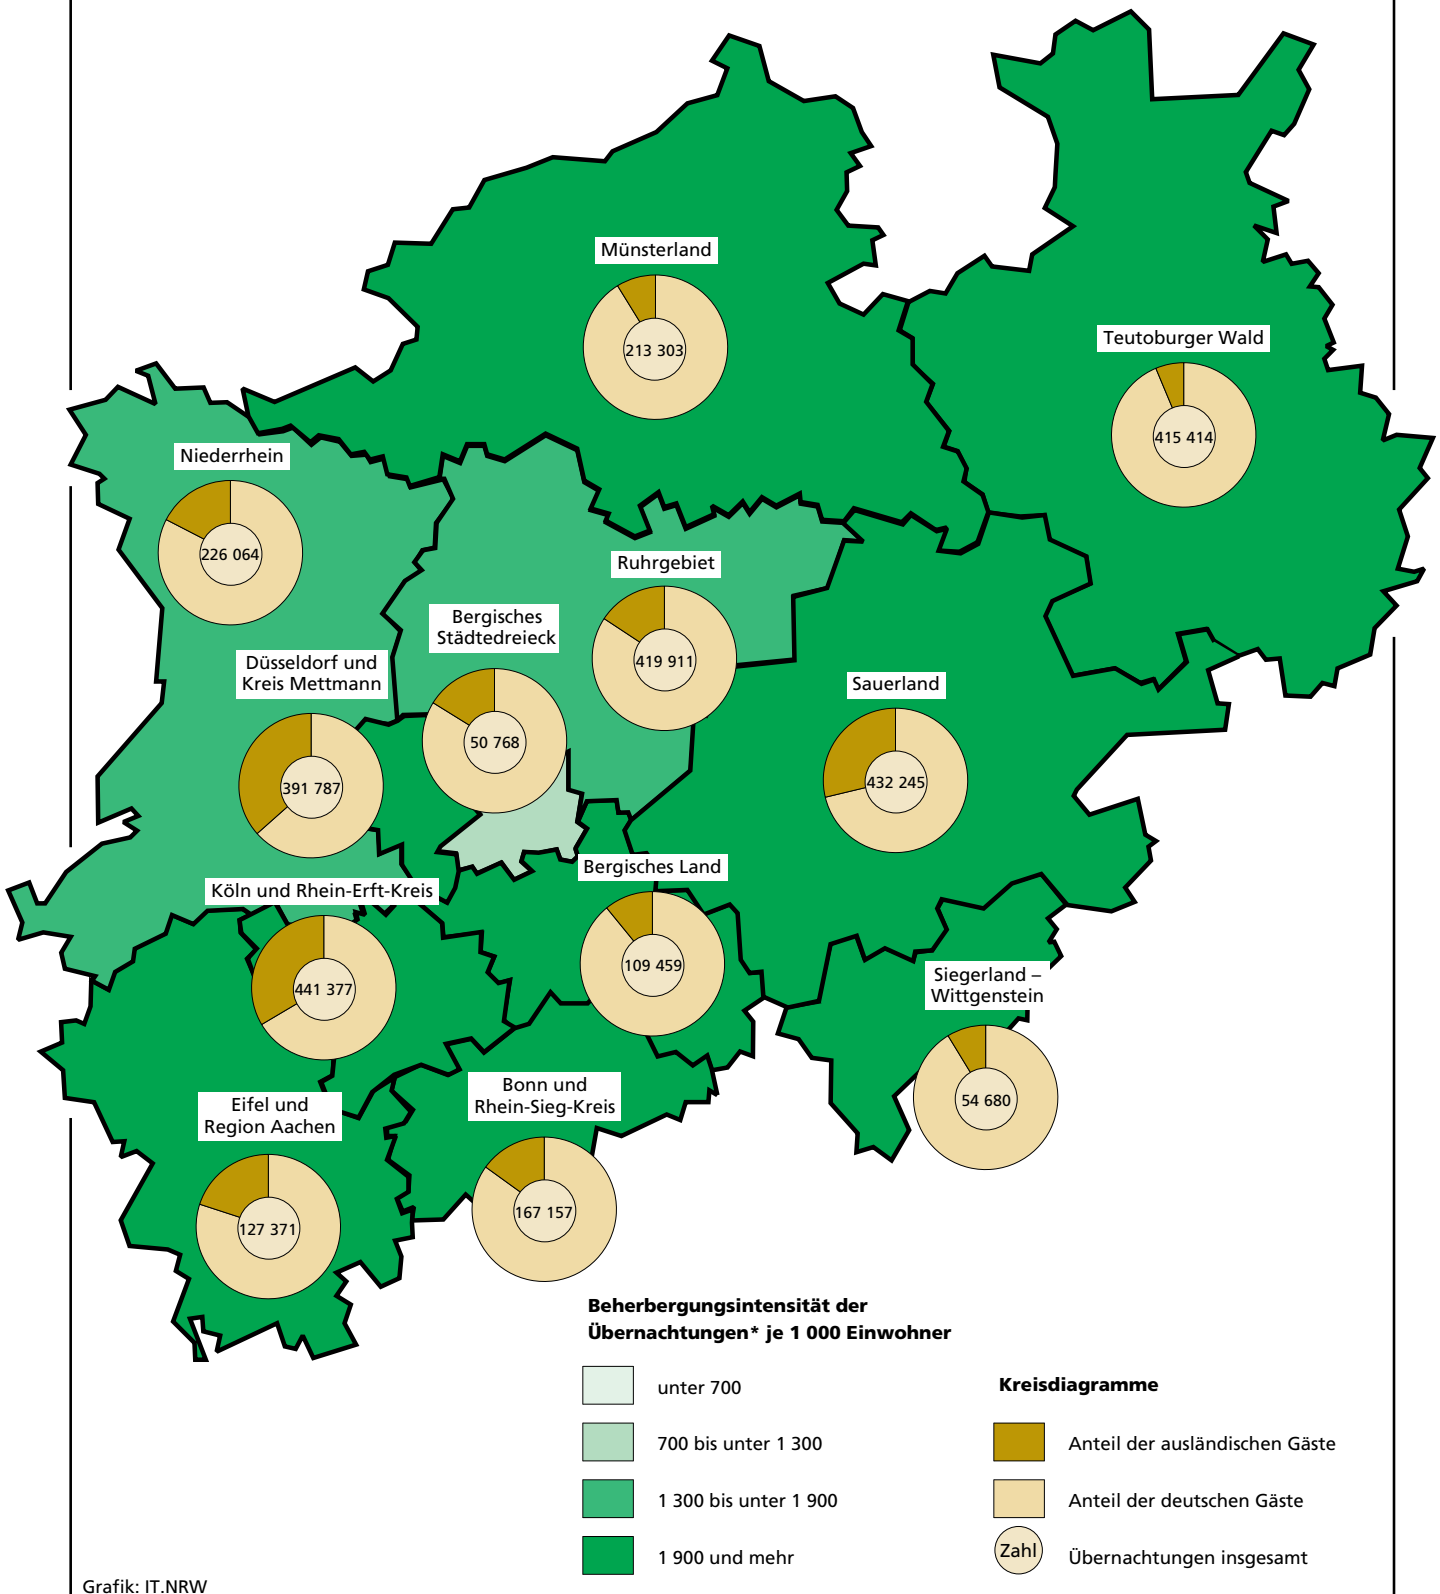 Münsterland
213 303
Teutoburger Wald
415 414
Niederrhein
226 064
Ruhrgebiet
419 911
Bergisches
Städtedreieck
50 768
Düsseldorf und
Kreis Mettmann
391 787
Sauerland
432 245
Bergisches Land
109 459
Köln und Rhein-Erft-Kreis
441 377
Siegerland –
Wittgenstein
54 680
Bonn und
Rhein-Sieg-Kreis
167 157
Eifel und
Region Aachen
127 371
Beherbergungsintensität der
Übernachtungen* je 1 000 Einwohner
unter 700
700 bis unter 1 300
1 300 bis unter 1 900
1 900 und mehr
Kreisdiagramme
Anteil der ausländischen Gäste
Anteil der deutschen Gäste
Zahl
Übernachtungen insgesamt
Grafik: IT.NRW